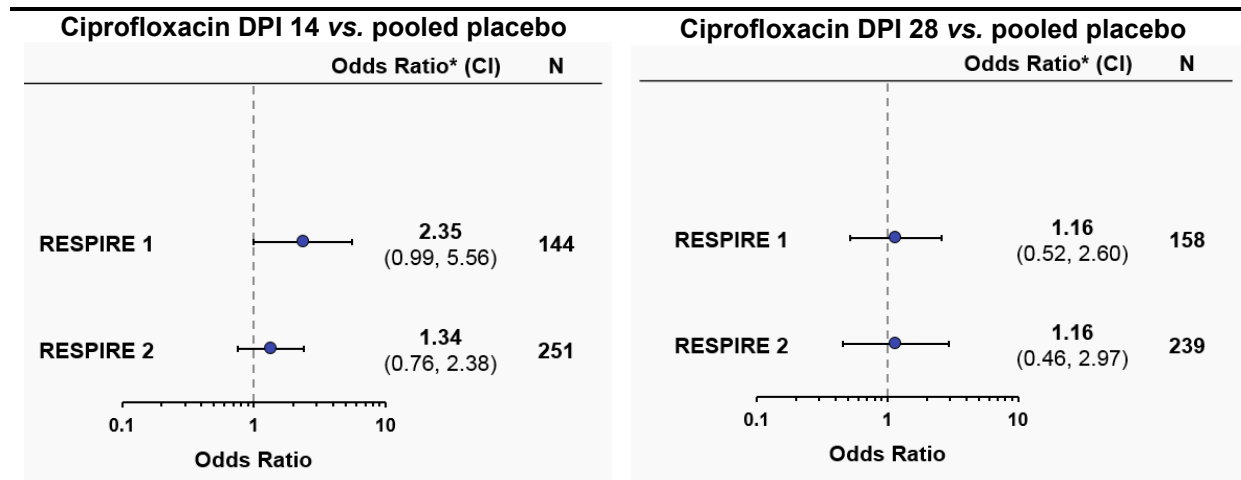 Ciprofloxacin DPI 14 vs. pooled placebo
Odds Ratio* (CI) N
RESPIRE 1 2.35 144
(0.99, 5.56)
RESPIRE 2 1.34 251
(0.76, 2.38)
0.1 1 10
Odds Ratio
Ciprofloxacin DPI 28 vs. pooled placebo
Odds Ratio* (CI) N
RESPIRE 1 1.16 158
(0.52, 2.60)
RESPIRE 2 1.16 239
(0.46, 2.97)
0.1 1 10
Odds Ratio